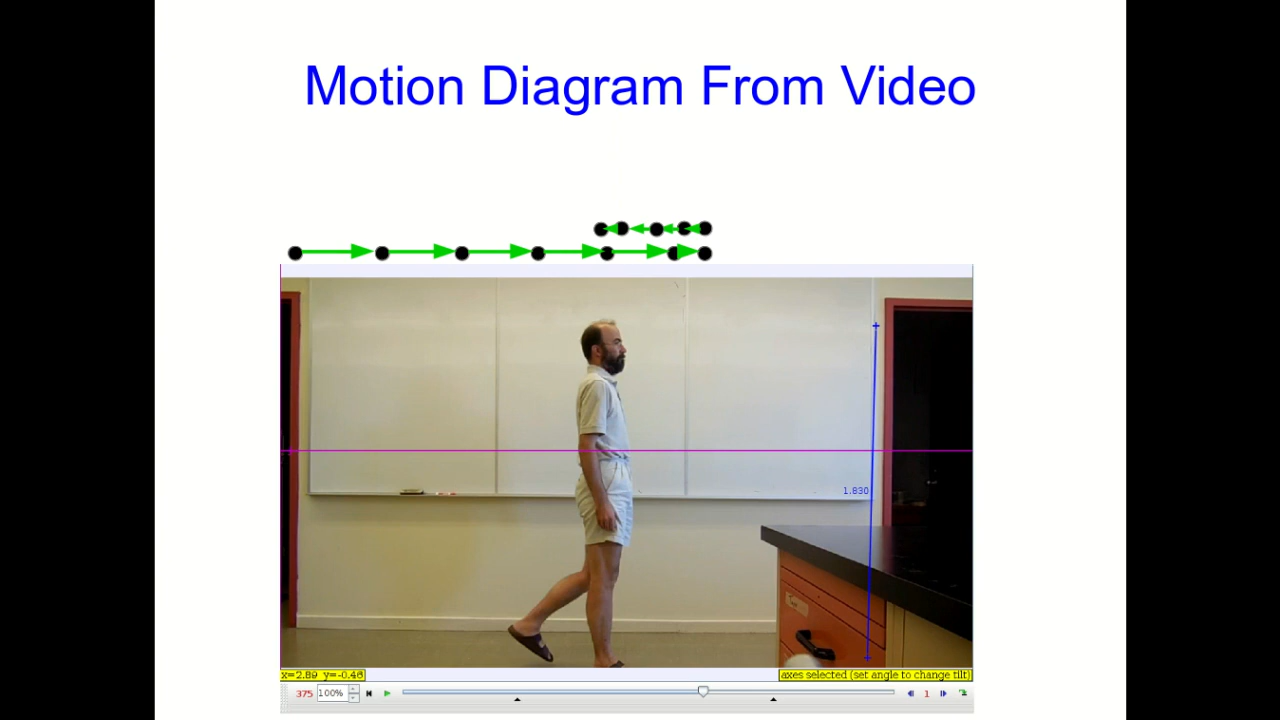 Motion Diagram From Video
1.830
x=2.89 y=-0.46
axes selected (set angle to change tilt)
375 100% 1